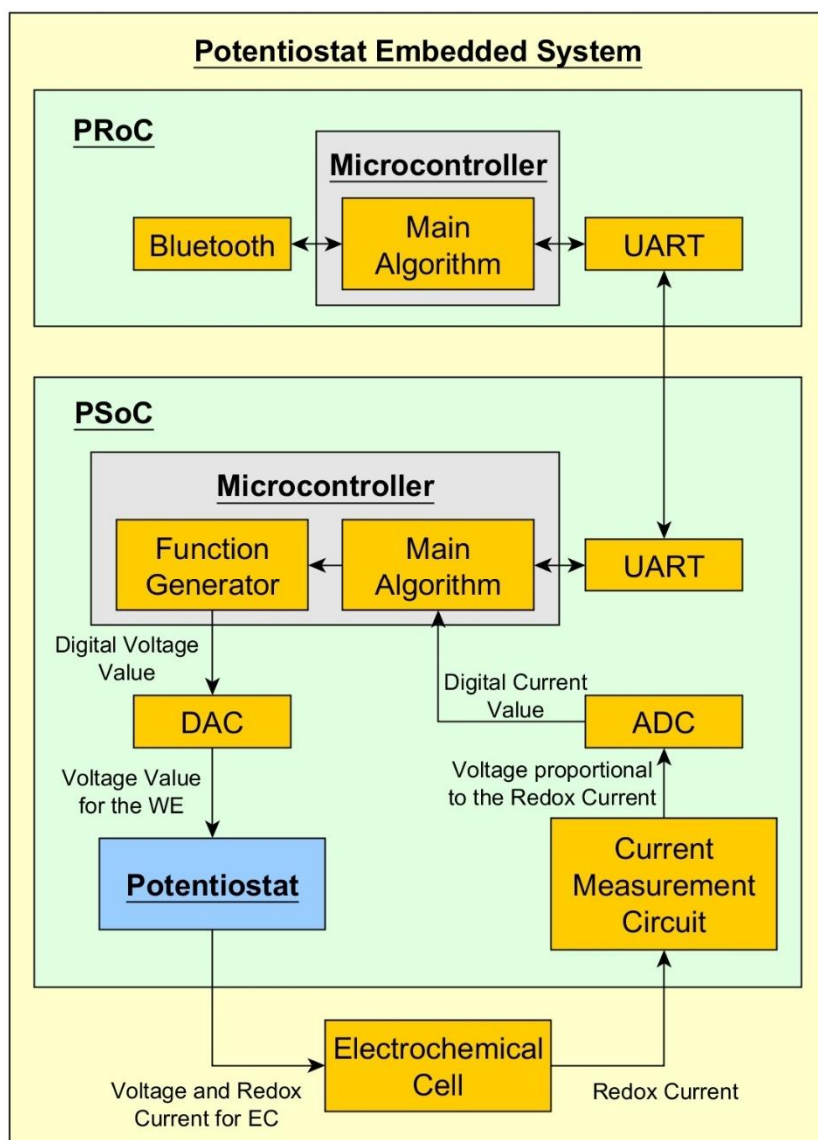 Potentiostat Embedded System
PRoC
Microcontroller
Bluetooth
Main
Algorithm
UART
PSoC
Microcontroller
Function
Generator
Main
Algorithm
UART
Digital Voltage
Value
Digital Current
Value
DAC
ADC
Voltage Value
for the WE
Voltage proportional
to the Redox Current
Potentiostat
Current
Measurement
Circuit
Electrochemical
Cell
Voltage and Redox
Current for EC
Redox Current